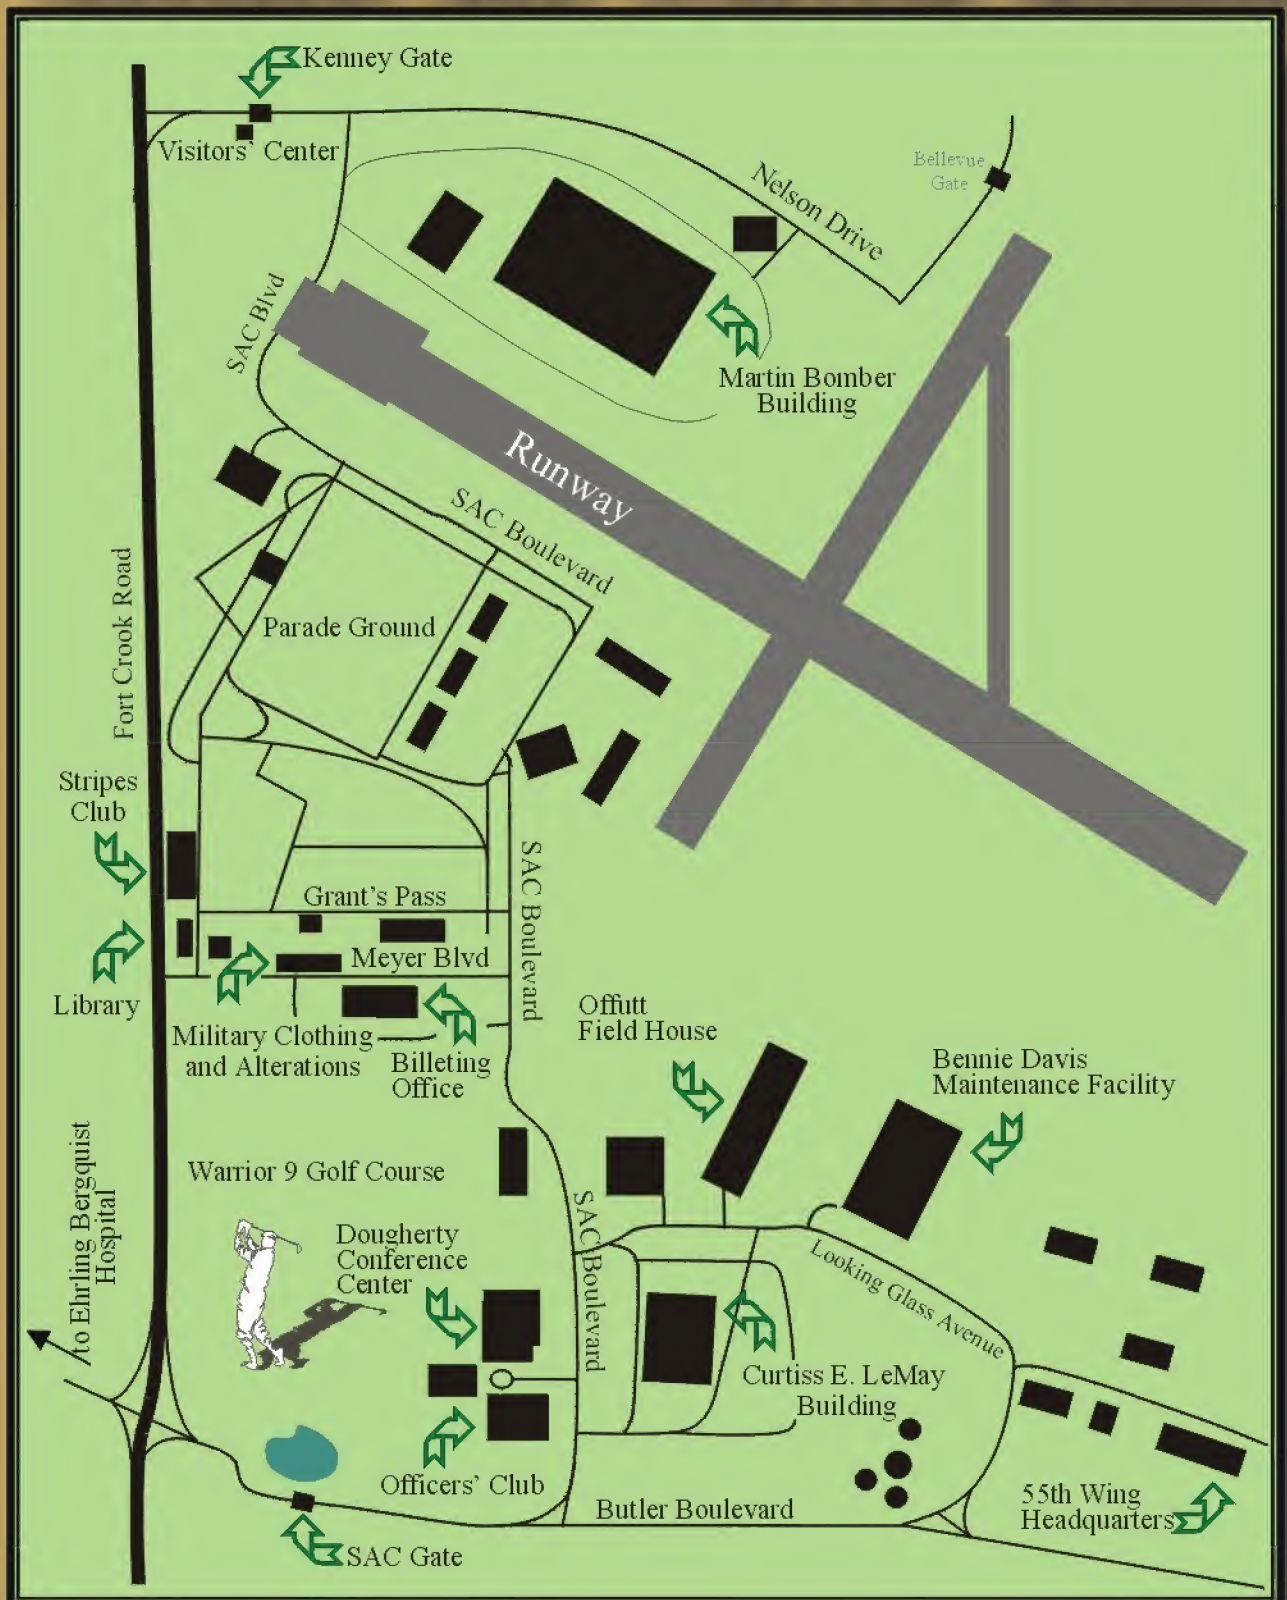 Kenney Gate
Visitors' Center
Bellevue
Gate
Nelson Drive
SAC Blvd
Martin Bomber
Building
Runway
SAC Boulevard
Fort Crook Road
Parade Ground
Stripes
Club
SAC Boulevard
Grant's Pass
Meyer Blvd
Library
Military Clothing
and Alterations
Billeting
Office
Offutt
Field House
Bennie Davis
Maintenance Facility
to Ehrling Bergquist
Hospital
Warrior 9 Golf Course
Dougherty
Conference
Center
SAC Boulevard
Looking Glass Avenue
Curtiss E. LeMay
Building
Officers' Club
Butler Boulevard
55th Wing
Headquarters
SAC Gate